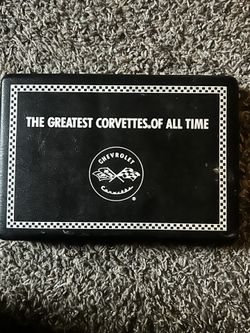 THE GREATEST CORVETTES OF ALL TIME
CHEVROLET
Corvette
®